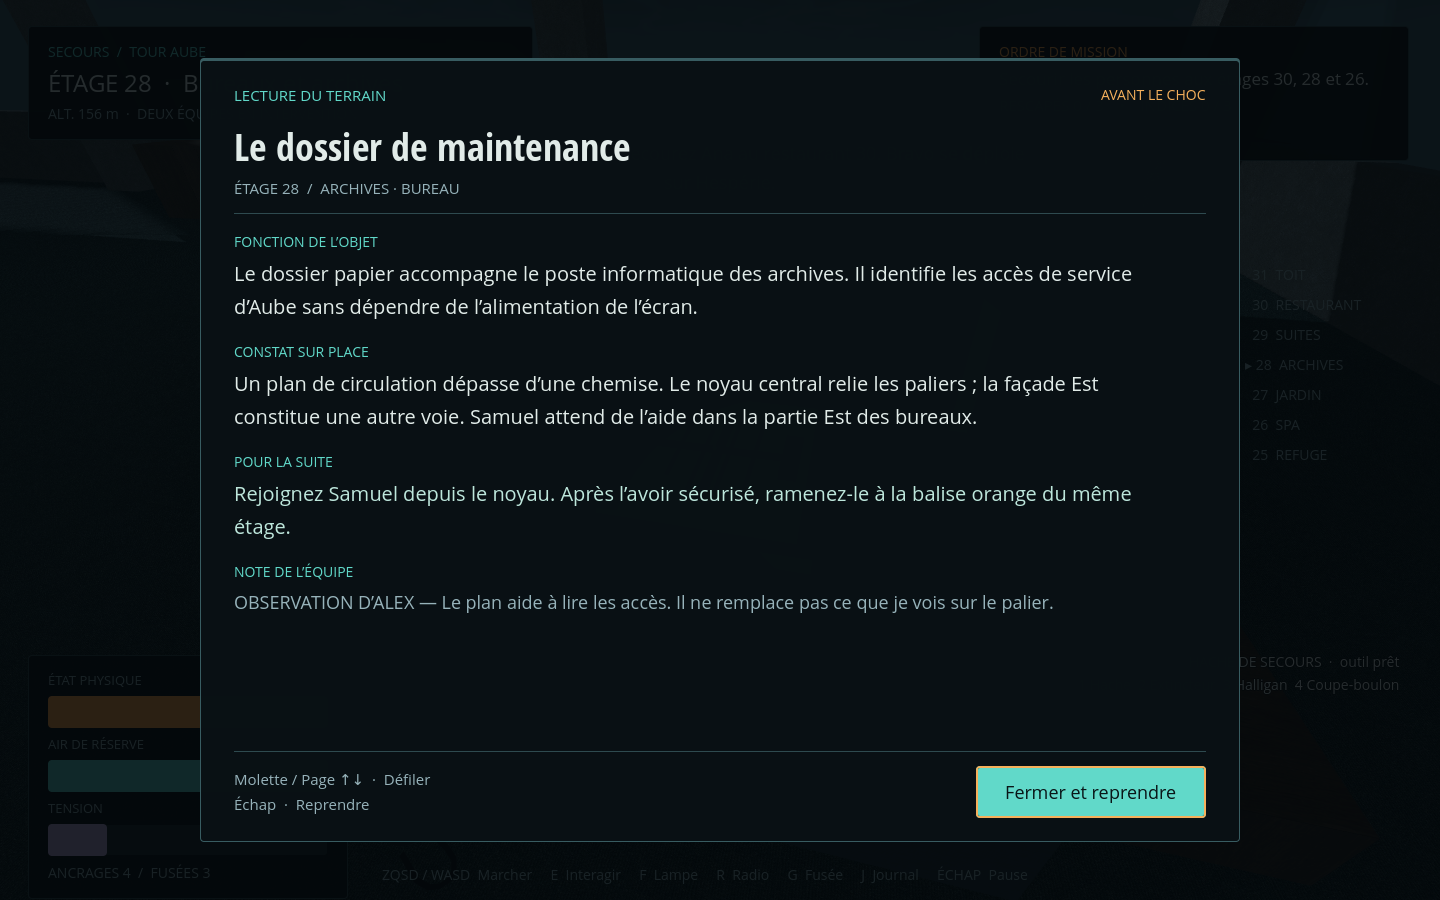 SECOURS / TOUR AUBE
ÉTAGE 28 · B
ALT. 156 m · DEUX ÉQU
ORDRE DE MISSION
ges 30, 28 et 26.
LECTURE DU TERRAIN
AVANT LE CHOC
Le dossier de maintenance
ÉTAGE 28 / ARCHIVES · BUREAU
FONCTION DE L’OBJET
Le dossier papier accompagne le poste informatique des archives. Il identifie les accès de service
d’Aube sans dépendre de l’alimentation de l’écran.
CONSTAT SUR PLACE
Un plan de circulation dépasse d’une chemise. Le noyau central relie les paliers ; la façade Est
constitue une autre voie. Samuel attend de l’aide dans la partie Est des bureaux.
POUR LA SUITE
Rejoignez Samuel depuis le noyau. Après l’avoir sécurisé, ramenez-le à la balise orange du même
étage.
NOTE DE L’ÉQUIPE
OBSERVATION D’ALEX — Le plan aide à lire les accès. Il ne remplace pas ce que je vois sur le palier.
Molette / Page ↑↓ · Défiler
Échap · Reprendre
Fermer et reprendre
31 TOIT
30 RESTAURANT
29 SUITES
▸ 28 ARCHIVES
27 JARDIN
26 SPA
25 REFUGE
DE SECOURS · outil prêt
Halligan 4 Coupe-boulon
ÉTAT PHYSIQUE
AIR DE RÉSERVE
TENSION
ANCRAGES 4 / FUSÉES 3
ZQSD / WASD Marcher E Interagir F Lampe R Radio G Fusée J Journal ÉCHAP Pause